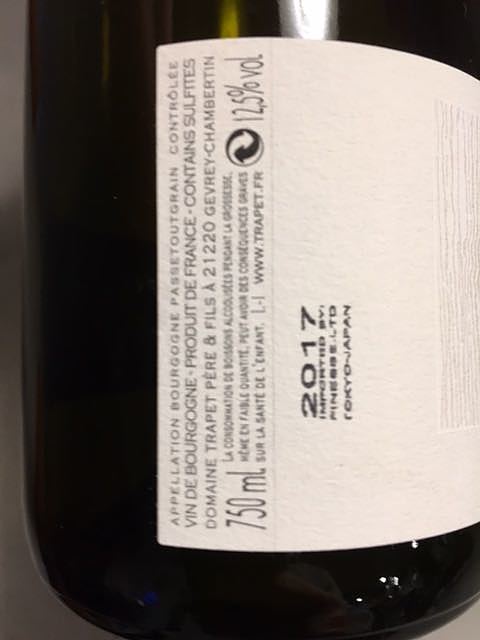 APPELLATION BOURGOGNE PASSETOUTGRAIN CONTRÔLÉE
VIN DE BOURGOGNE - PRODUIT DE FRANCE - CONTAINS SULFITES
DOMAINE TRAPET PÈRE & FILS À 21220 GEVREY-CHAMBERTIN
750 mL
LA CONSOMMATION DE BOISSONS ALCOOLISÉES PENDANT LA GROSSESSE,
MÊME EN FAIBLE QUANTITÉ, PEUT AVOIR DES CONSÉQUENCES GRAVES
SUR LA SANTÉ DE L'ENFANT. L-I WWW.TRAPET.FR
12,5% vol
2017
IMPORTED BY:
FINESSE.LTD
TOKYO-JAPAN